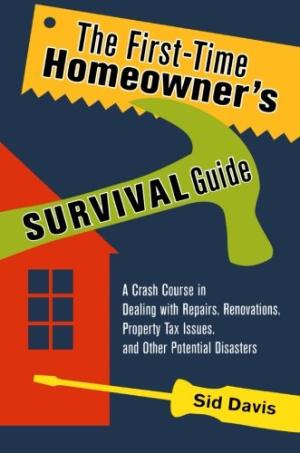 The First-Time
Homeowner's
SURVIVAL Guide
A Crash Course in
Dealing with Repairs, Renovations,
Property Tax Issues,
and Other Potential Disasters
Sid Davis